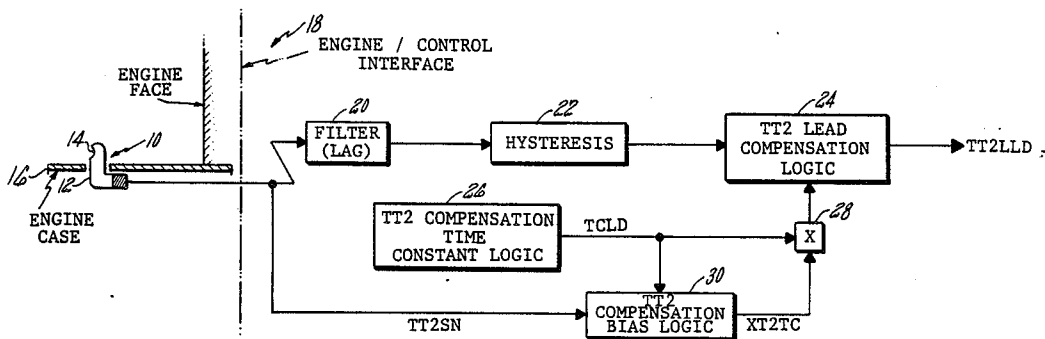 18
ENGINE / CONTROL
INTERFACE
ENGINE
FACE
14
10
16
12
ENGINE
CASE
20
FILTER
(LAG)
22
HYSTERESIS
24
TT2 LEAD
COMPENSATION
LOGIC
TT2LLD
26
TT2 COMPENSATION
TIME
CONSTANT LOGIC
TCLD
28
X
30
TT2
COMPENSATION
BIAS LOGIC
TT2SN
XT2TC